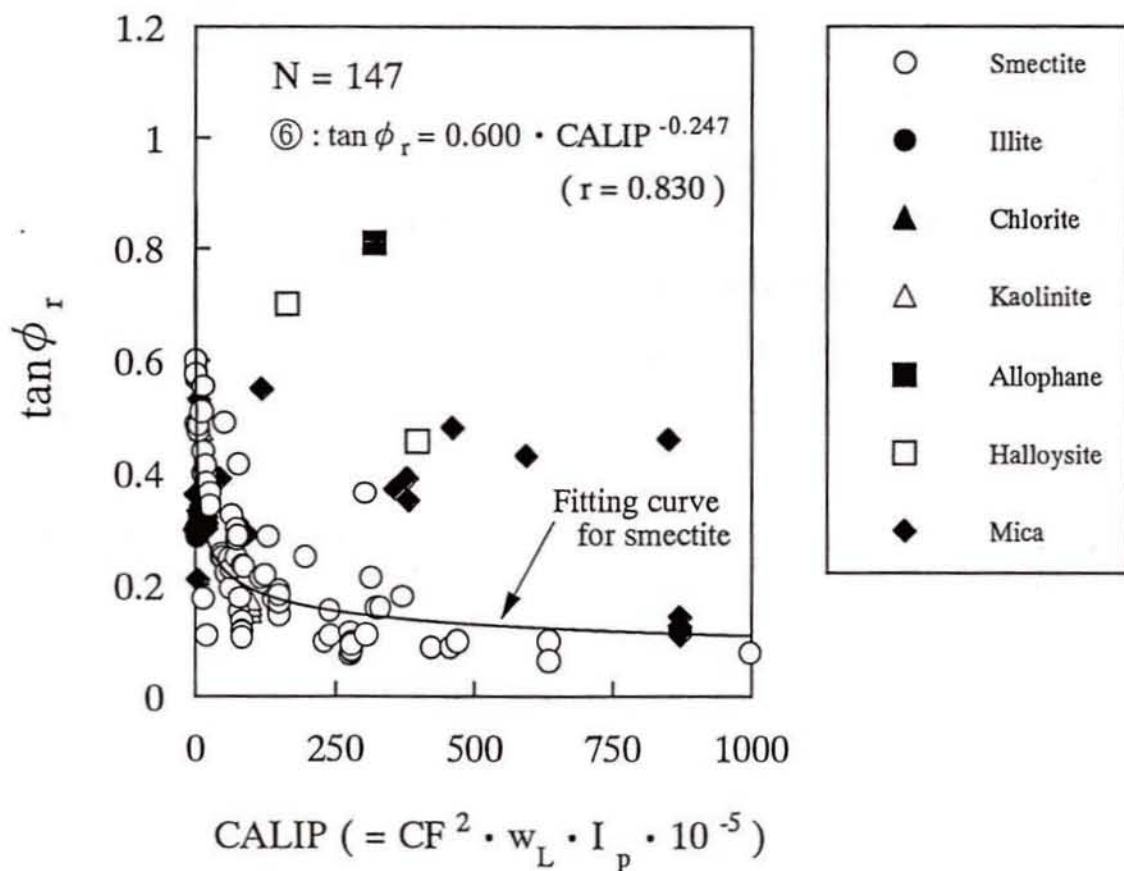 1.2
1
0.8
0.6
0.4
0.2
0
tan ϕ r
N = 147
⑥ : tan ϕ r = 0.600 · CALIP -0.247
( r = 0.830 )
Fitting curve
for smectite
0 250 500 750 1000
CALIP ( = CF 2 · w L · I p · 10 -5 )
Smectite
Illite
Chlorite
Kaolinite
Allophane
Halloysite
Mica